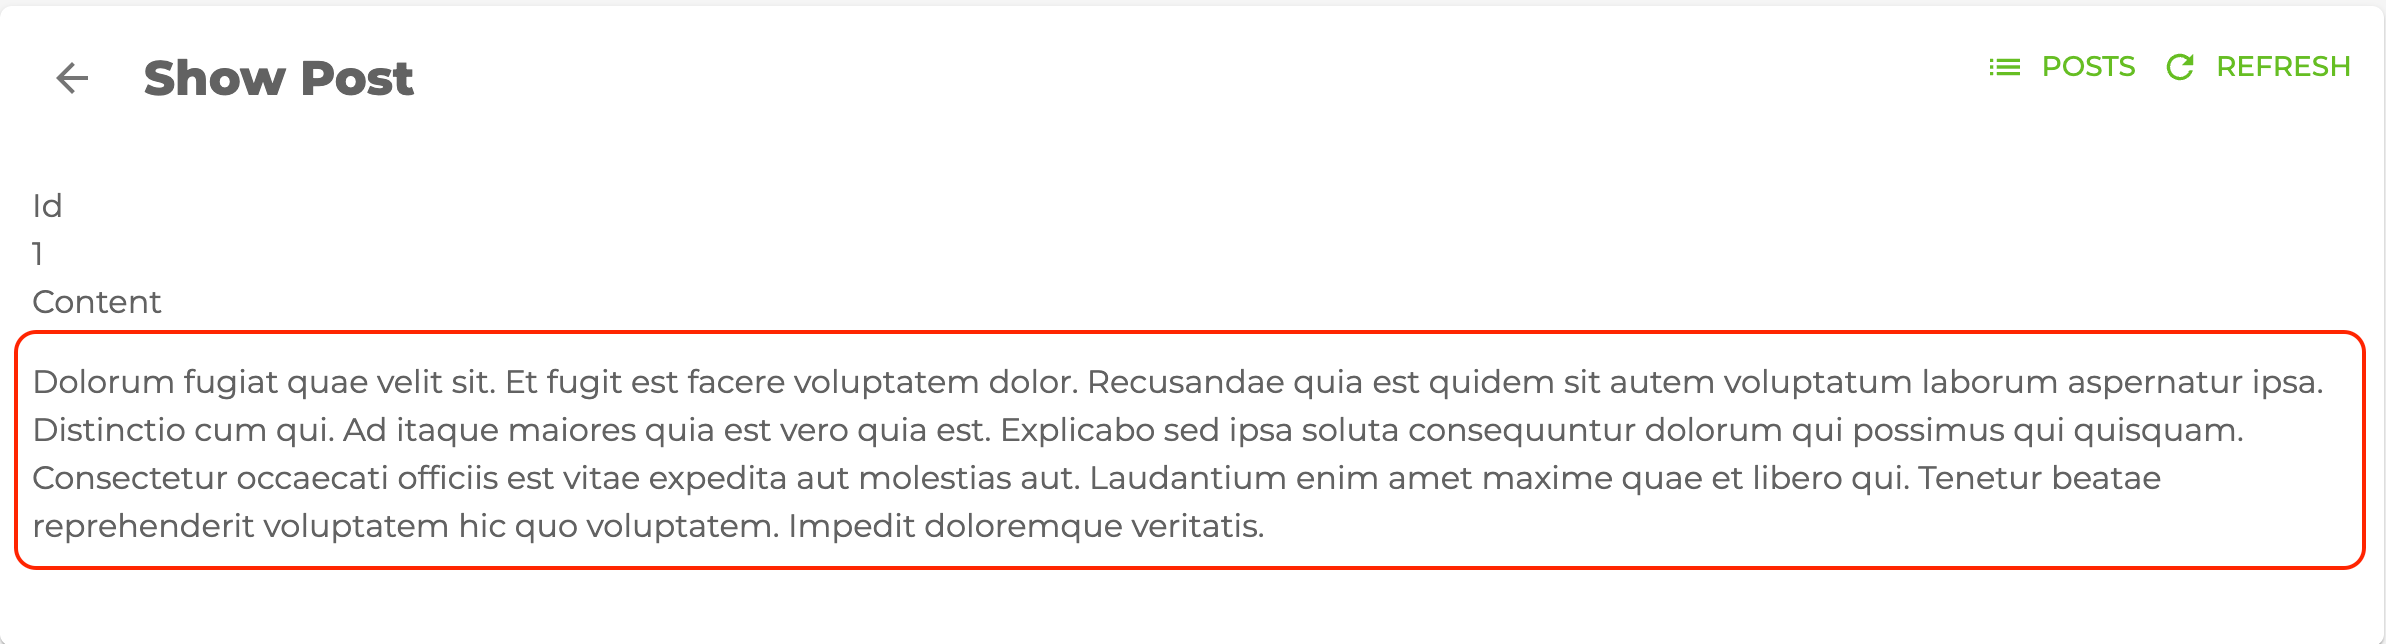 Show Post
POSTS
REFRESH
Id
1
Content
Dolorum fugiat quae velit sit. Et fugit est facere voluptatem dolor. Recusandae quia est quidem sit autem voluptatum laborum aspernatur ipsa.
Distinctio cum qui. Ad itaque maiores quia est vero quia est. Explicabo sed ipsa soluta consequuntur dolorum qui possimus qui quisquam.
Consectetur occaecati officiis est vitae expedita aut molestias aut. Laudantium enim amet maxime quae et libero qui. Tenetur beatae
reprehenderit voluptatem hic quo voluptatem. Impedit doloremque veritatis.